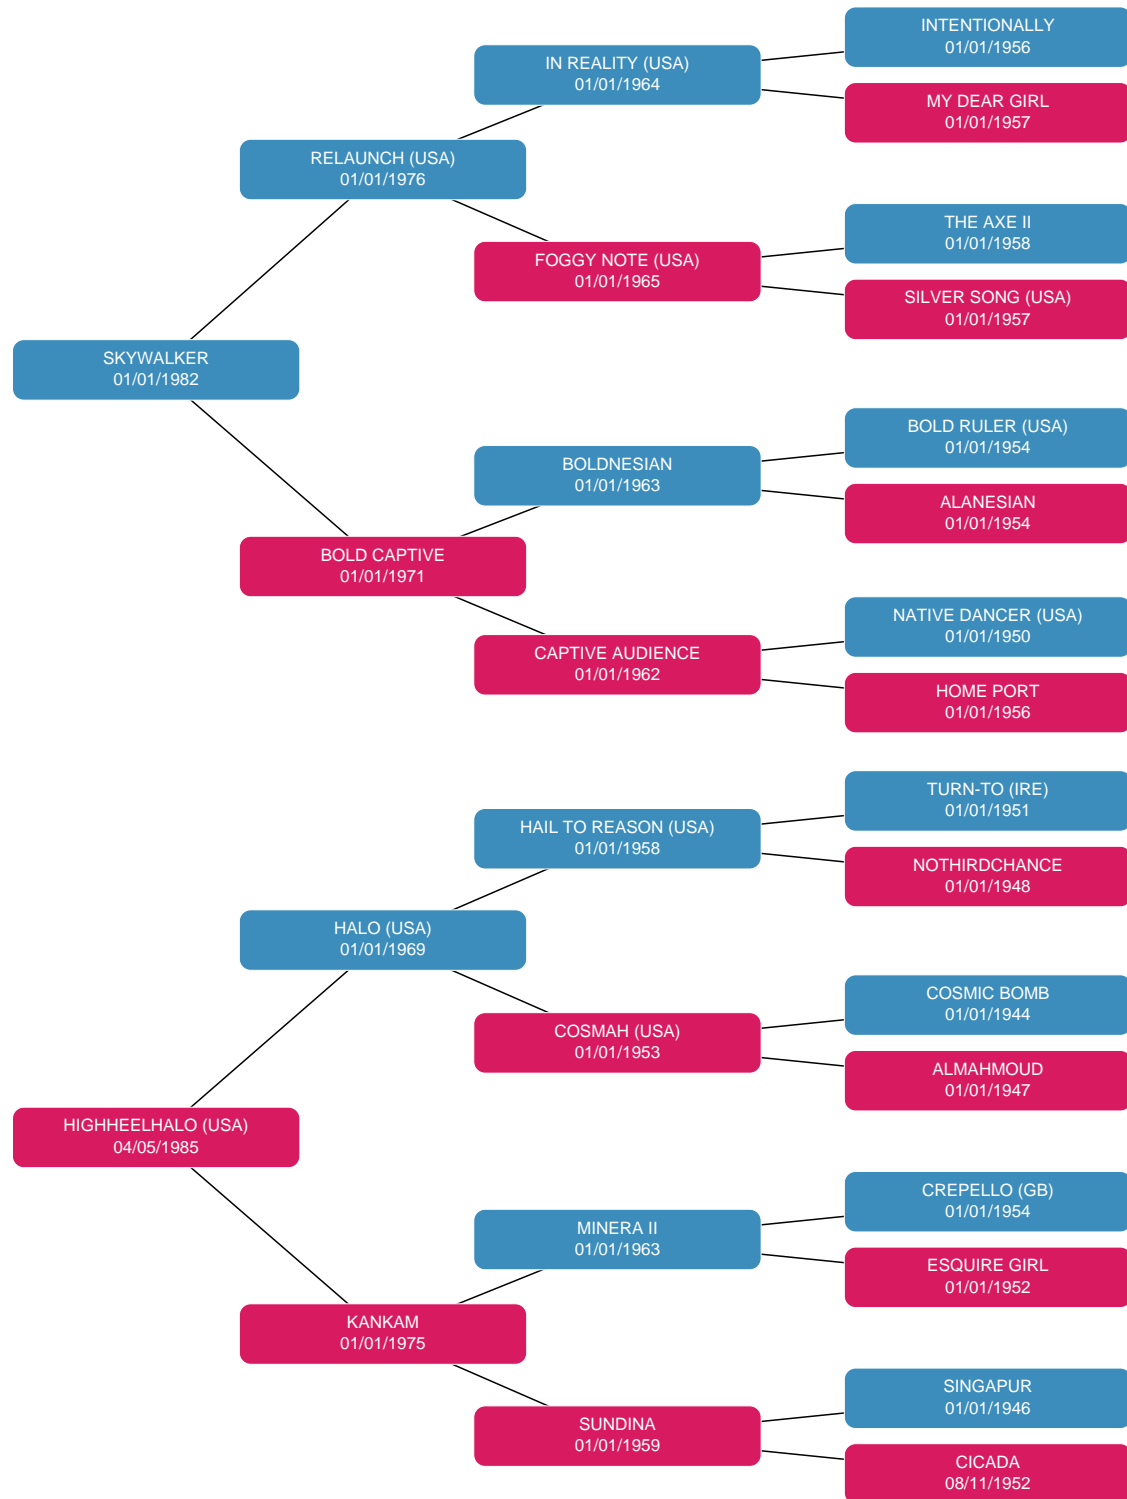 INTENTIONALLY
01/01/1956
IN REALITY (USA)
01/01/1964
MY DEAR GIRL
01/01/1957
RELAUNCH (USA)
01/01/1976
THE AXE II
01/01/1958
FOGGY NOTE (USA)
01/01/1965
SILVER SONG (USA)
01/01/1957
SKYWALKER
01/01/1982
BOLD RULER (USA)
01/01/1954
BOLDNESIAN
01/01/1963
ALANESIAN
01/01/1954
BOLD CAPTIVE
01/01/1971
NATIVE DANCER (USA)
01/01/1950
CAPTIVE AUDIENCE
01/01/1962
HOME PORT
01/01/1956
TURN-TO (IRE)
01/01/1951
HAIL TO REASON (USA)
01/01/1958
NOTHIRDCHANCE
01/01/1948
HALO (USA)
01/01/1969
COSMIC BOMB
01/01/1944
COSMAH (USA)
01/01/1953
ALMAHMOUD
01/01/1947
HIGHHEELHALO (USA)
04/05/1985
CREPELLO (GB)
01/01/1954
MINERA II
01/01/1963
ESQUIRE GIRL
01/01/1952
KANKAM
01/01/1975
SINGAPUR
01/01/1946
SUNDINA
01/01/1959
CICADA
08/11/1952